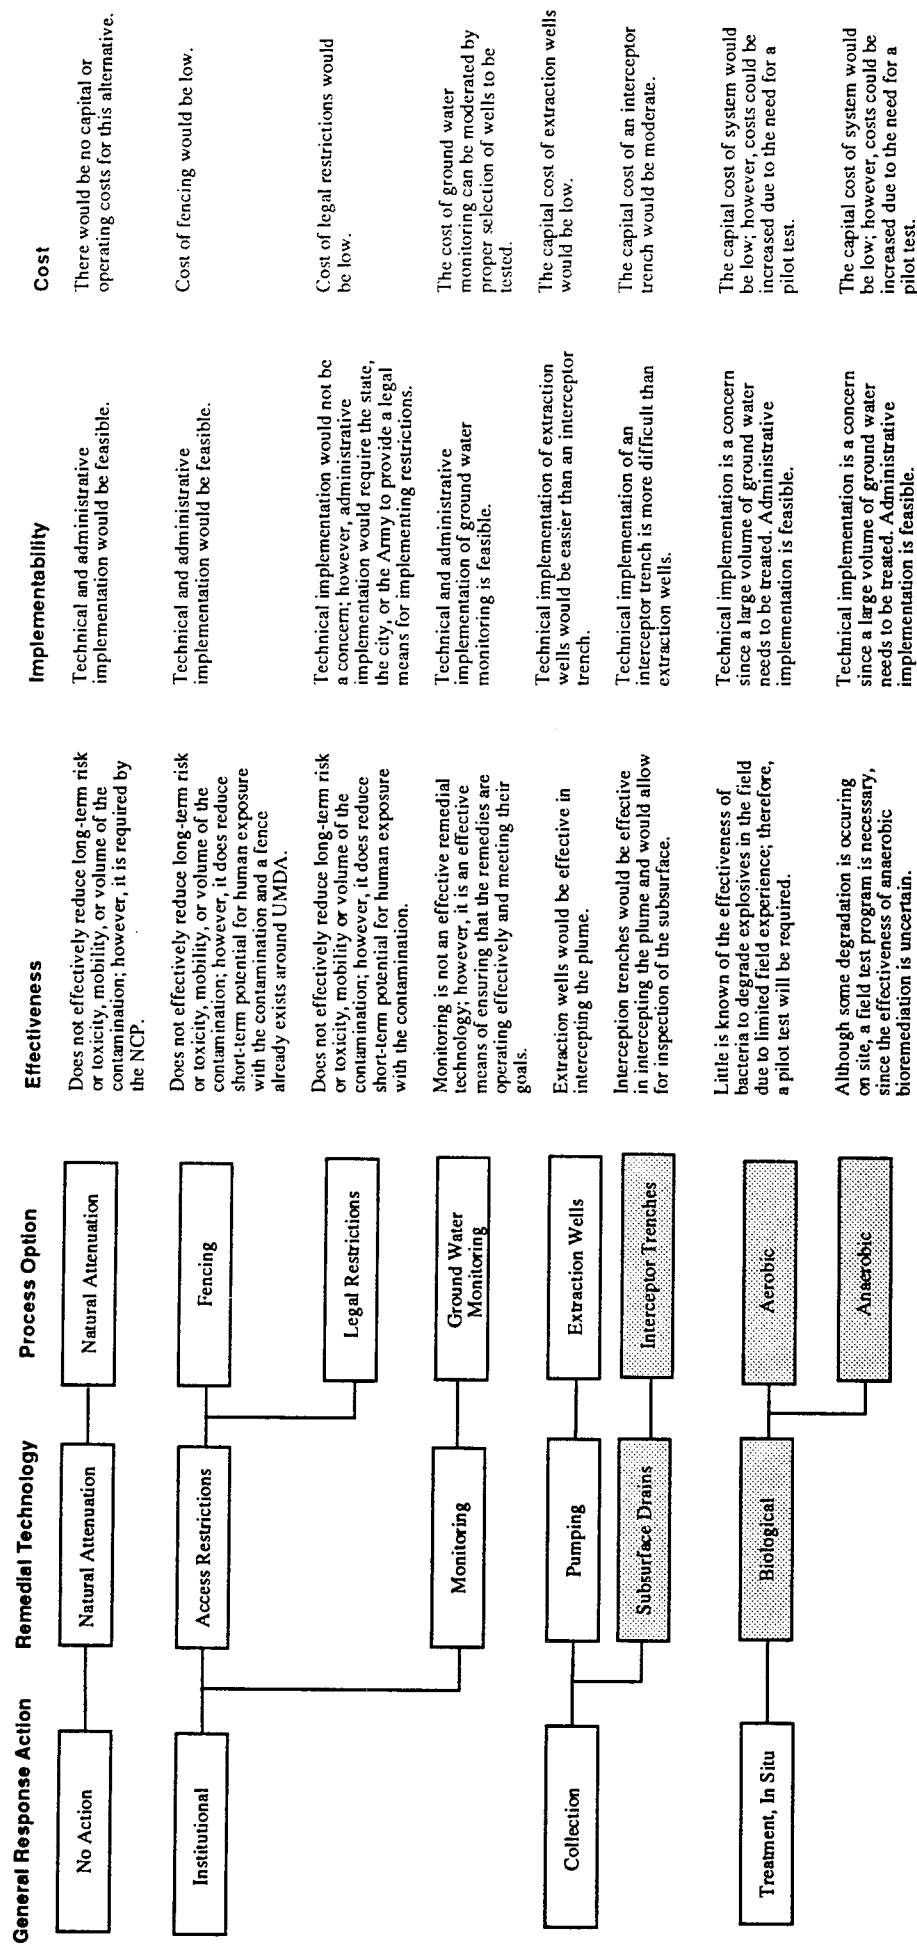 General Response Action
Remedial Technology
Process Option
Effectiveness
Implementability
Cost
No Action
Natural Attenuation
Natural Attenuation
Does not effectively reduce long-term risk
or toxicity, mobility, or volume of the
contamination; however, it is required by
the NCP.
Technical and administrative
implementation would be feasible.
There would be no capital or
operating costs for this alternative.
Institutional
Access Restrictions
Fencing
Does not effectively reduce long-term risk
or toxicity, mobility, or volume of the
contamination; however, it does reduce
short-term potential for human exposure
with the contamination and a fence
already exists around UMDA.
Technical and administrative
implementation would be feasible.
Cost of fencing would be low.
Legal Restrictions
Does not effectively reduce long-term risk
or toxicity, mobility or volume of the
contamination; however, it does reduce
short-term potential for human exposure
with the contamination.
Technical implementation would not be
a concern; however, administrative
implementation would require the state,
the city, or the Army to provide a legal
means for implementing restrictions.
Cost of legal restrictions would
be low.
Monitoring
Ground Water
Monitoring
Monitoring is not an effective remedial
technology; however, it is an effective
means of ensuring that the remedies are
operating effectively and meeting their
goals.
Technical and administrative
implementation of ground water
monitoring is feasible.
The cost of ground water
monitoring can be moderated by
proper selection of wells to be
tested.
Collection
Pumping
Extraction Wells
Extraction wells would be effective in
intercepting the plume.
Technical implementation of extraction
wells would be easier than an interceptor
trench.
The capital cost of extraction wells
would be low.
Subsurface Drains
Interceptor Trenches
Interception trenches would be effective
in intercepting the plume and would allow
for inspection of the subsurface.
Technical implementation of an
interceptor trench is more difficult than
extraction wells.
The capital cost of an interceptor
trench would be moderate.
Treatment, In Situ
Biological
Aerobic
Little is known of the effectiveness of
bacteria to degrade explosives in the field
due to limited field experience; therefore,
a pilot test will be required.
Technical implementation is a concern
since a large volume of ground water
needs to be treated. Administrative
implementation is feasible.
The capital cost of system would
be low; however, costs could be
increased due to the need for a
pilot test.
Anaerobic
Although some degradation is occuring
on site, a field test program is necessary,
since the effectiveness of anaerobic
bioremediation is uncertain.
Technical implementation is a concern
since a large volume of ground water
needs to be treated. Administrative
implementation is feasible.
The capital cost of system would
be low; however, costs could be
increased due to the need for a
pilot test.